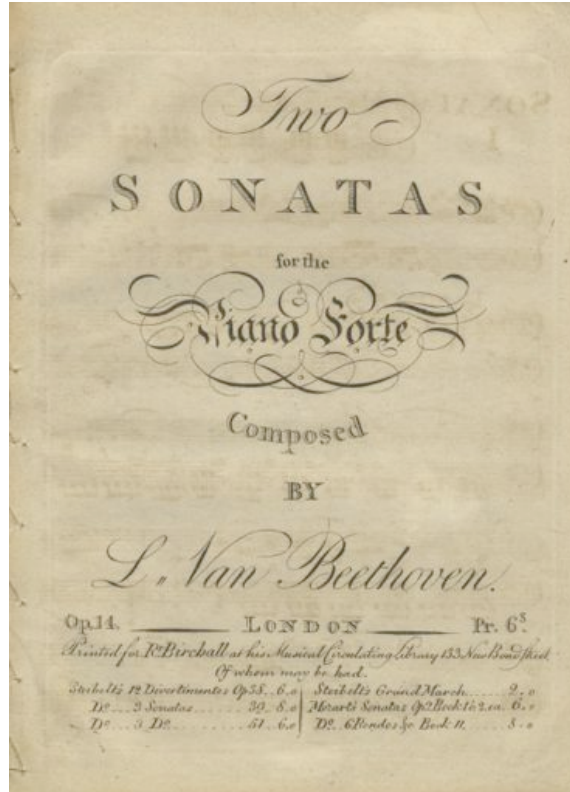 Two
SONATAS
for the
Piano Forte
Composed
BY
L. Van Beethoven.
Op. 14. LONDON Pr. 6s.
Printed for Rt. Birchall at his Musical Circulating Library 133 New Bond Street
Of whom may be had.
Steibelt's 12 Divertimentos Op 38.. 6.0 Steibelt's Grand March...... 2.0
Do... 3 Sonatas........ 39.. 8.0 Mozart's Sonatas Op 2 Book 1 & 2. ea. 6.0
Do... 3 Do........ 51.. 6.0 Do.. 6 Rondos &c Book 11.